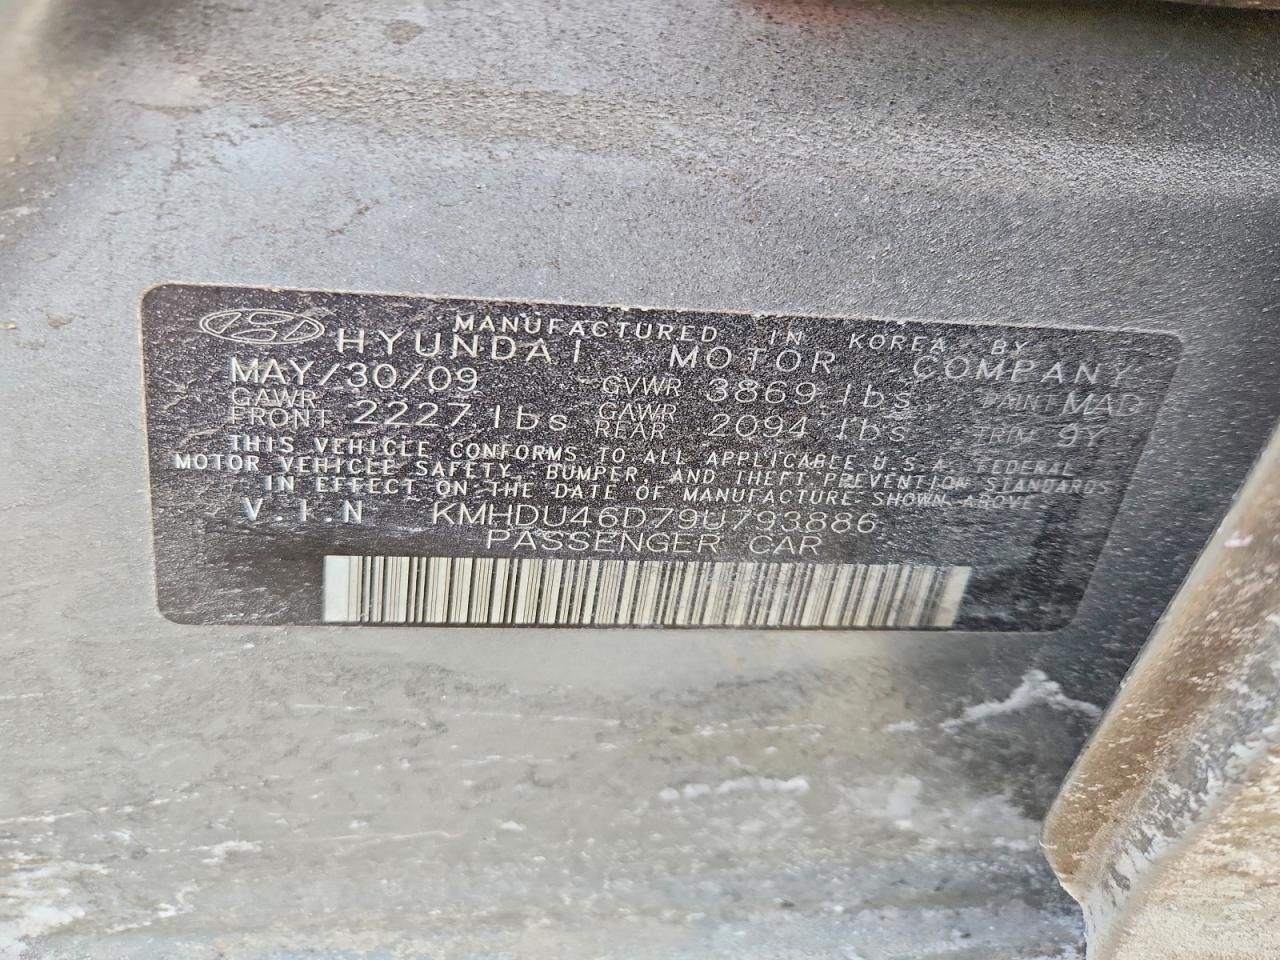 MANUFACTURED IN KOREA BY
HYUNDAI MOTOR COMPANY
MAY/30/09 GVWR 3869 lbs PAINT MAD
GAWR FRONT 2227 lbs GAWR REAR 2094 lbs TRIM 9Y
THIS VEHICLE CONFORMS TO ALL APPLICABLE U.S.A. FEDERAL
MOTOR VEHICLE SAFETY, BUMPER, AND THEFT PREVENTION STANDARDS
IN EFFECT ON THE DATE OF MANUFACTURE SHOWN ABOVE
V.I.N KMHDU46D79U793886
PASSENGER CAR